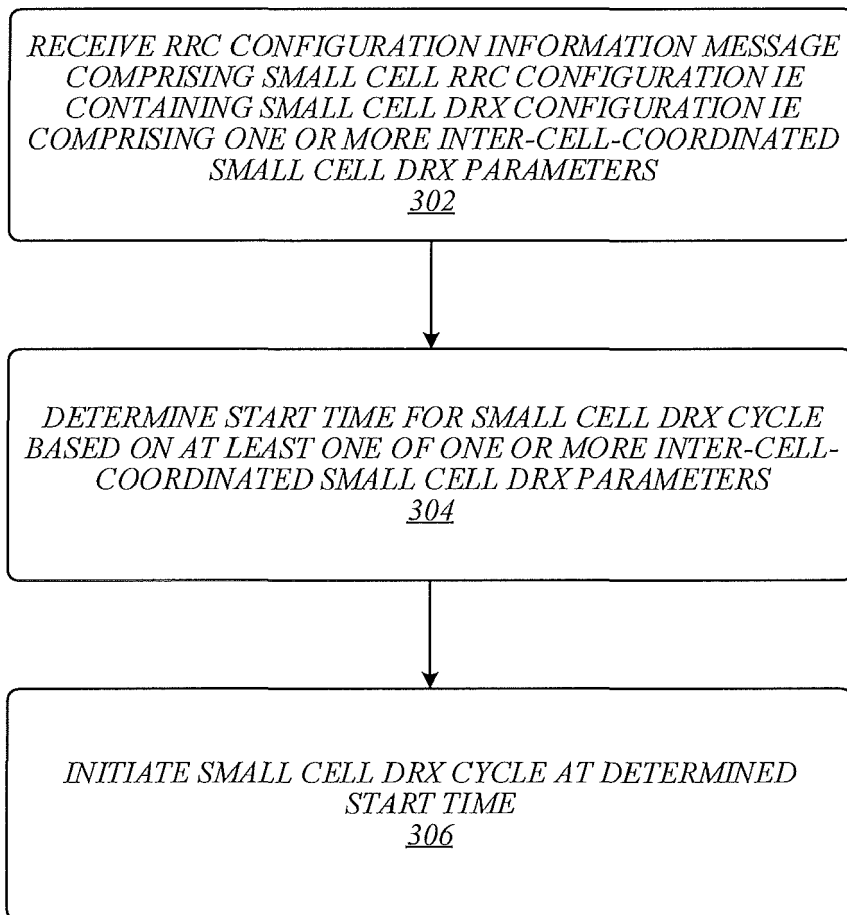 RECEIVE RRC CONFIGURATION INFORMATION MESSAGE
COMPRISING SMALL CELL RRC CONFIGURATION IE
CONTAINING SMALL CELL DRX CONFIGURATION IE
COMPRISING ONE OR MORE INTER-CELL-COORDINATED
SMALL CELL DRX PARAMETERS
302
DETERMINE START TIME FOR SMALL CELL DRX CYCLE
BASED ON AT LEAST ONE OF ONE OR MORE INTER-CELL-
COORDINATED SMALL CELL DRX PARAMETERS
304
INITIATE SMALL CELL DRX CYCLE AT DETERMINED
START TIME
306